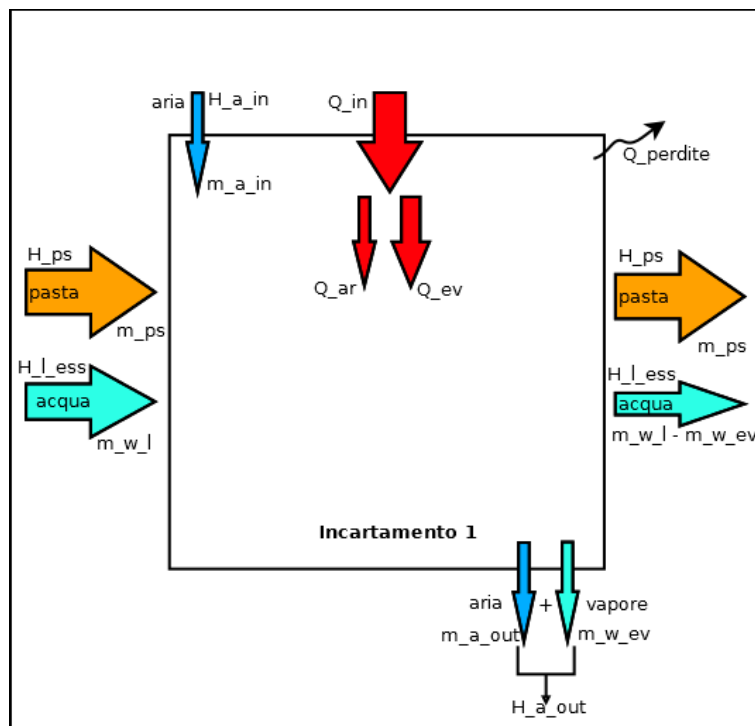 aria
H_a_in
Q_in
Q_perdite
m_a_in
H_ps
H_ps
Q_ar
Q_ev
pasta
pasta
m_ps
m_ps
H_l_ess
H_l_ess
acqua
acqua
m_w_l
m_w_l - m_w_ev
Incartamento 1
aria + vapore
m_a_out
m_w_ev
H_a_out